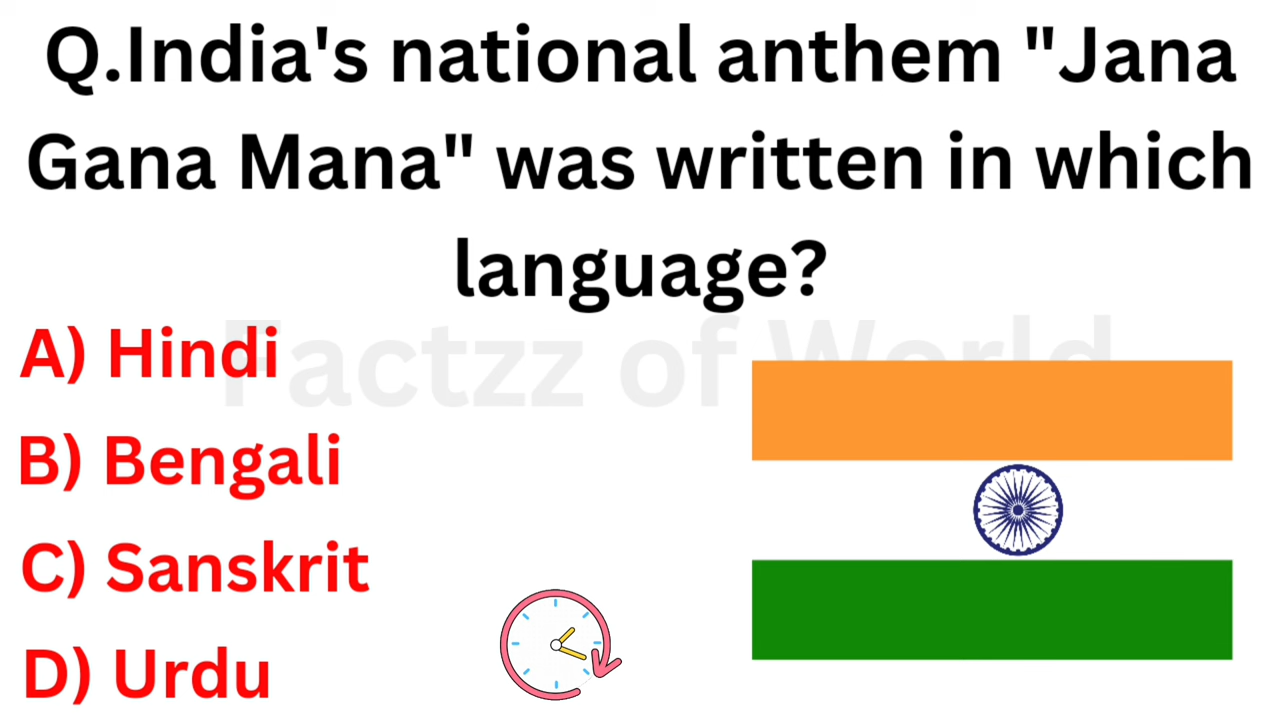 Q.India's national anthem "Jana
Gana Mana" was written in which
language?
Factzz of World
A) Hindi
B) Bengali
C) Sanskrit
D) Urdu